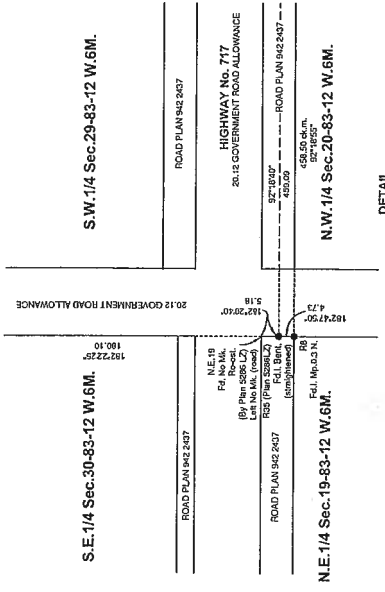 S.E.1/4 Sec.30-83-12 W.6M.
S.W.1/4 Sec.29-83-12 W.6M.
182°22'25"
160.10
20.12 GOVERNMENT ROAD ALLOWANCE
ROAD PLAN 942 2437
ROAD PLAN 942 2437
HIGHWAY No. 717
20.12 GOVERNMENT ROAD ALLOWANCE
N.E.19
Fd. No Mk.
Re-est.
(By Plan 5286 LZ)
Left No Mk. (road)
R35 (Plan 5286LZ)
Fd.I. Bent.
(straightened)
182°20'40"
5.18
92°18'40"
459.09
ROAD PLAN 942 2437
ROAD PLAN 942 2437
182°47'50"
4.73
458.50 ck.m.
92°18'55"
R8
Fd.I. Mp.0.3 N.
N.E.1/4 Sec.19-83-12 W.6M.
N.W.1/4 Sec.20-83-12 W.6M.
DETAIL